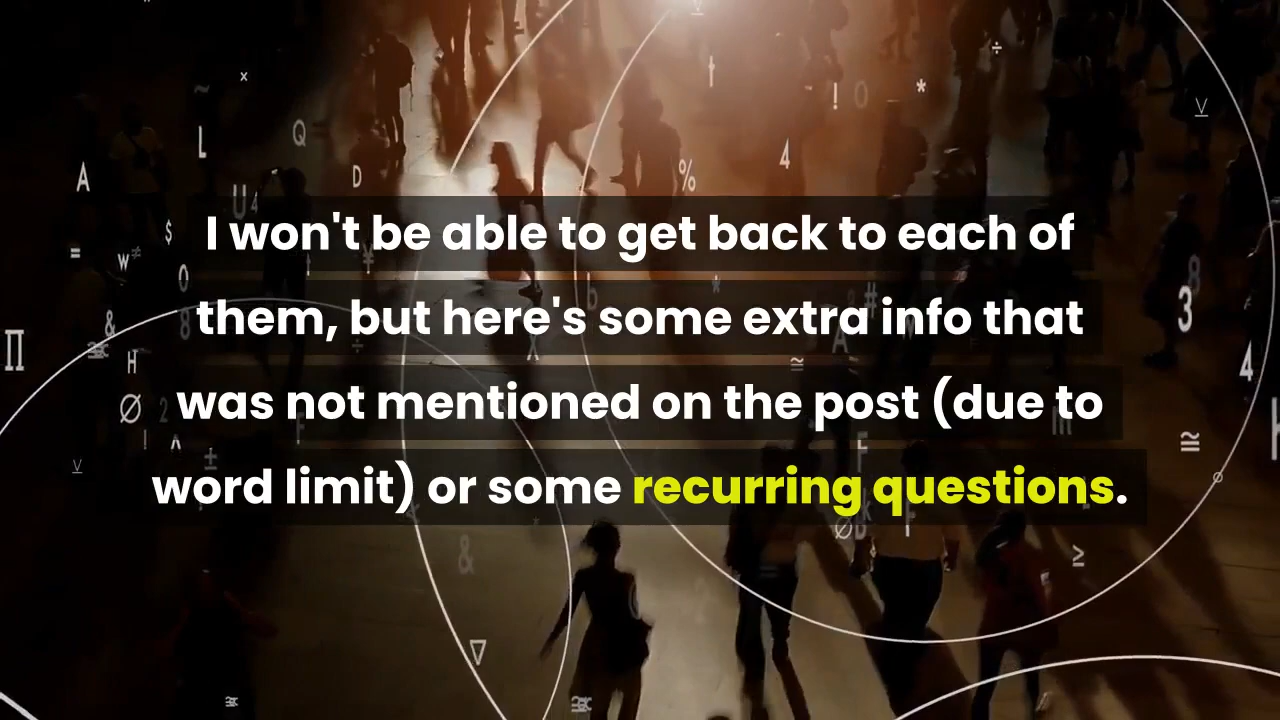 I won't be able to get back to each of
them, but here's some extra info that
was not mentioned on the post (due to
word limit) or some recurring questions.